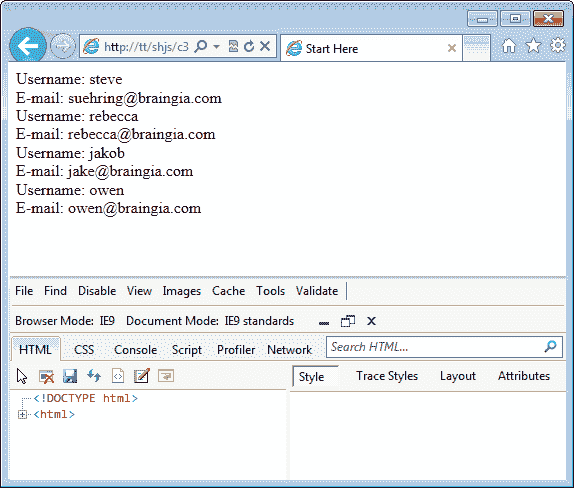 http://tt/shjs/c3
Start Here
Username: steve
E-mail: suehring@braingia.com
Username: rebecca
E-mail: rebecca@braingia.com
Username: jakob
E-mail: jake@braingia.com
Username: owen
E-mail: owen@braingia.com
File Find Disable View Images Cache Tools Validate
Browser Mode: IE9 Document Mode: IE9 standards
HTML CSS Console Script Profiler Network Search HTML...
Style Trace Styles Layout Attributes
<!DOCTYPE html>
<html>